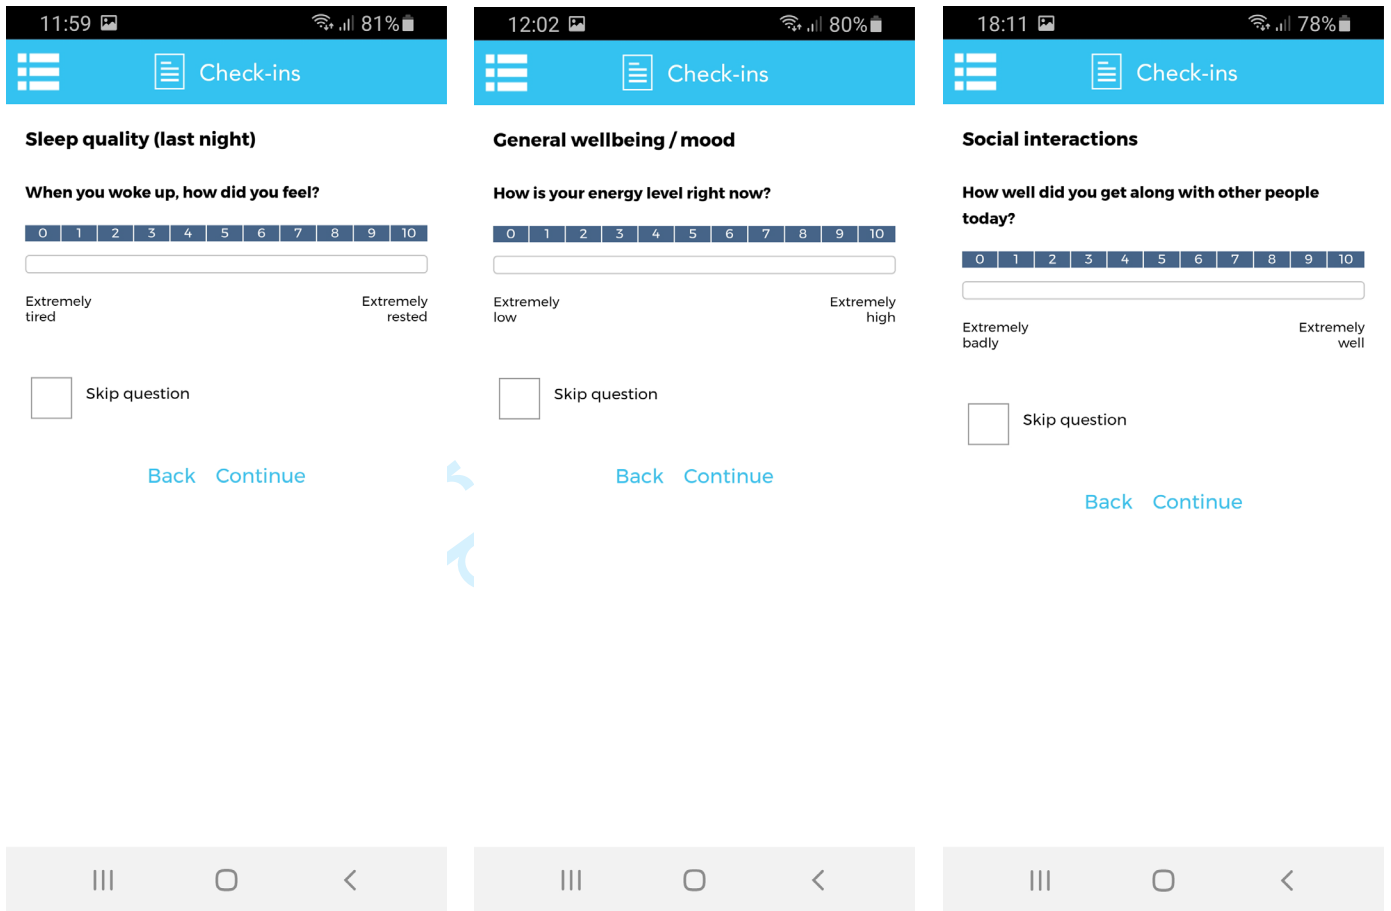 11:59 81%
Check-ins
Sleep quality (last night)
When you woke up, how did you feel?
0 1 2 3 4 5 6 7 8 9 10
Extremely Extremely
tired rested
Skip question
Back Continue
12:02 80%
Check-ins
General wellbeing / mood
How is your energy level right now?
0 1 2 3 4 5 6 7 8 9 10
Extremely Extremely
low high
Skip question
Back Continue
18:11 78%
Check-ins
Social interactions
How well did you get along with other people
today?
0 1 2 3 4 5 6 7 8 9 10
Extremely Extremely
badly well
Skip question
Back Continue